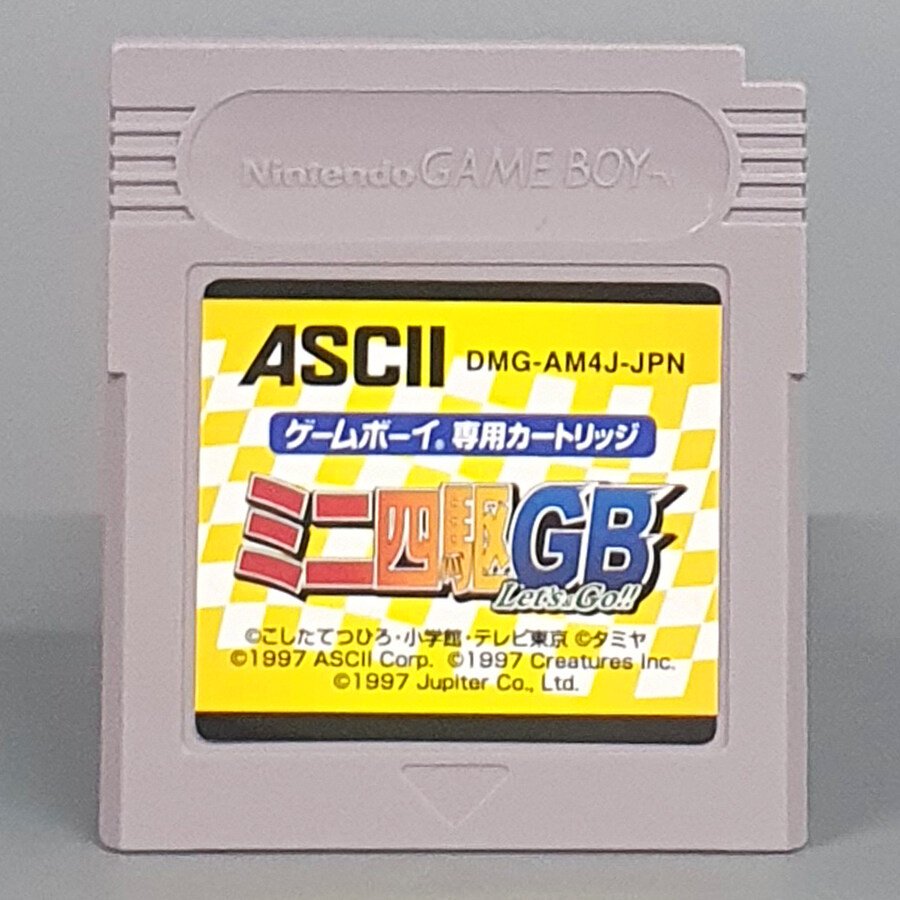 Nintendo GAME BOY TM
ASCII DMG-AM4J-JPN
ゲームボーイ® 専用カートリッジ
ミニ四駆GB
Let's Go!!
©こしたてつひろ・小学館・テレビ東京 ©タミヤ
©1997 ASCII Corp. ©1997 Creatures Inc.
©1997 Jupiter Co., Ltd.